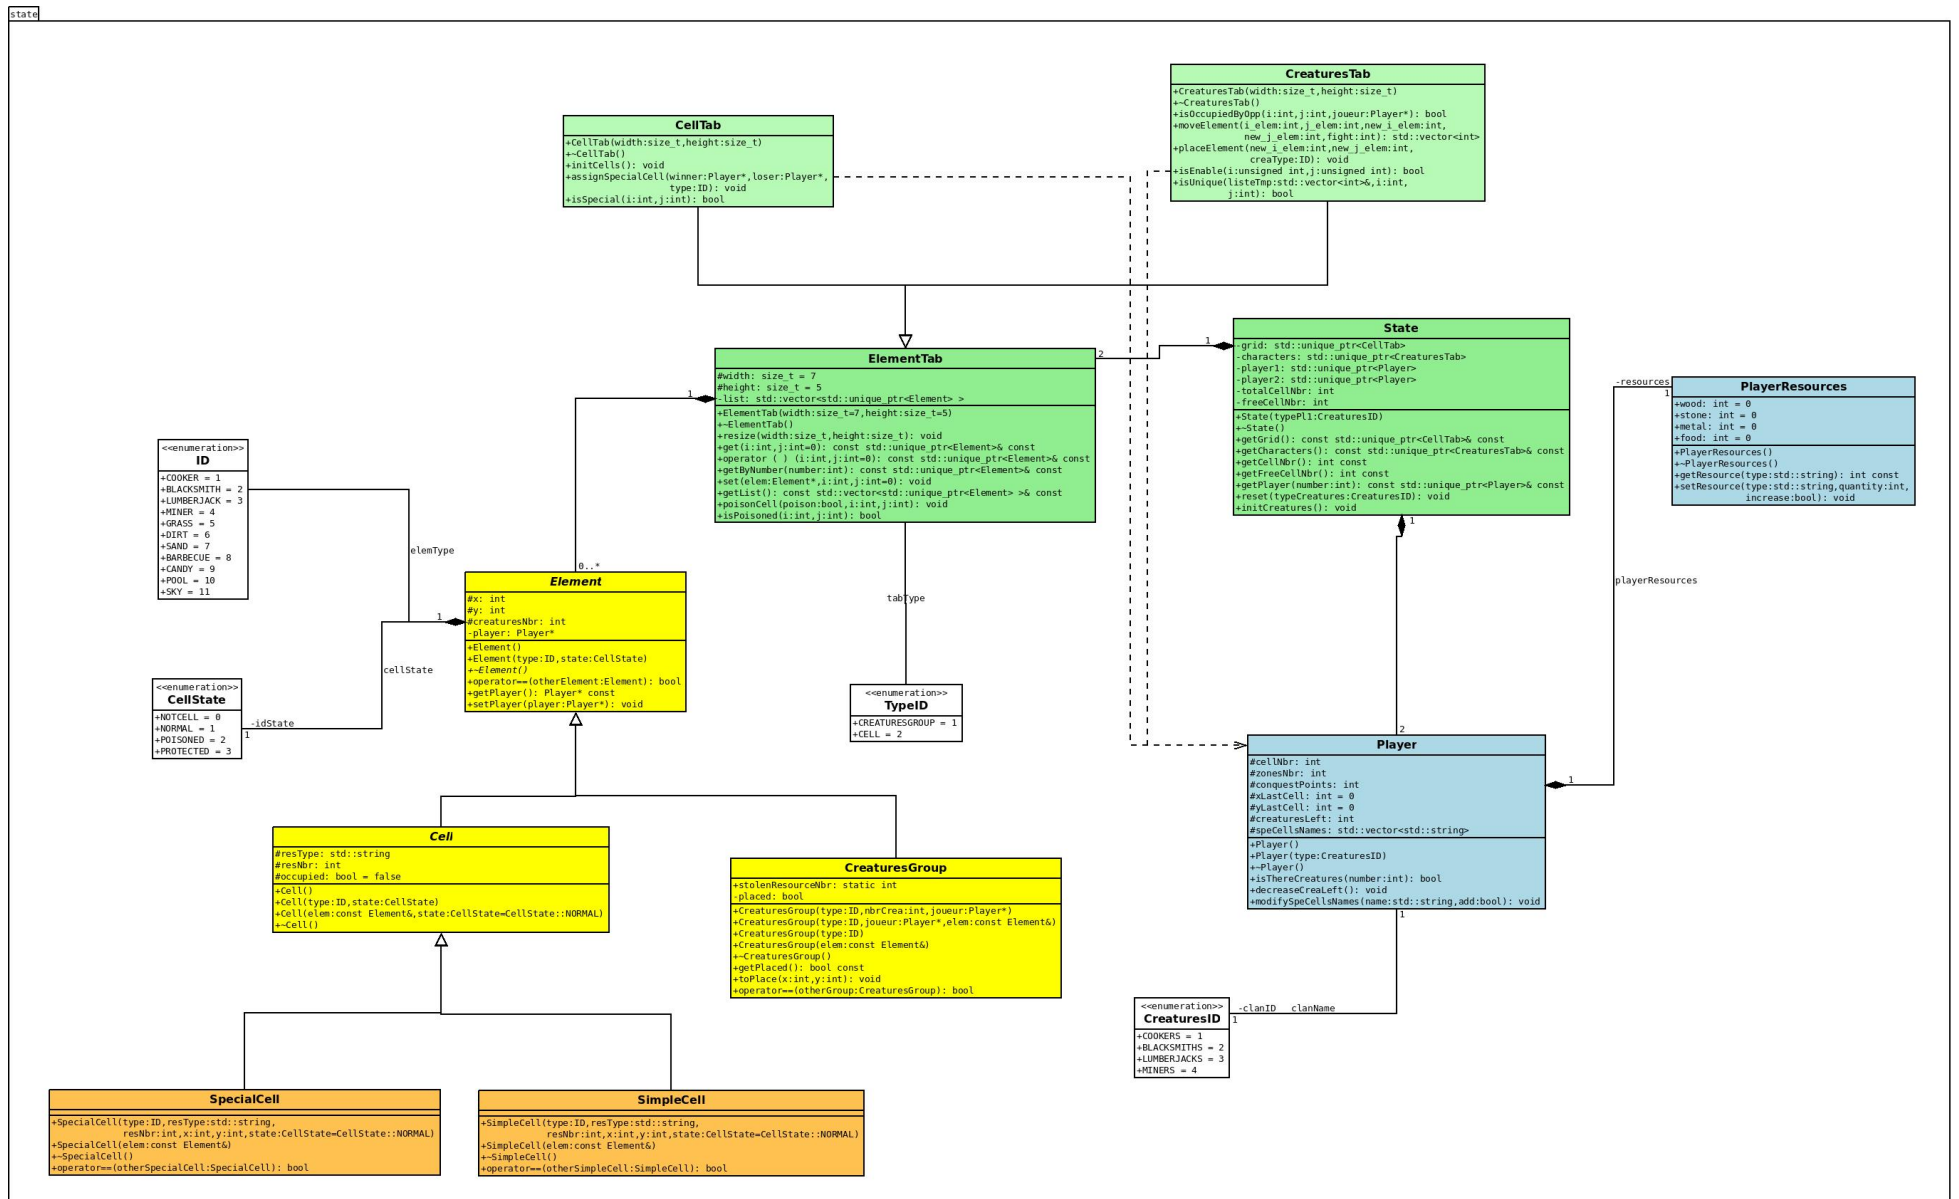 state
CreaturesTab
+CreaturesTab(width:size_t,height:size_t)
+~CreaturesTab()
+isOccupiedByOpp(i:int,j:int,joueur:Player*): bool
+moveElement(i_elem:int,j_elem:int,new_i_elem:int,
new_j_elem:int,fight:int): std::vector<int>
+placeElement(new_i_elem:int,new_j_elem:int,
creaType:ID): void
+isEnable(i:unsigned int,j:unsigned int): bool
+isUnique(listeTmp:std::vector<int>&,i:int,
j:int): bool
CellTab
+CellTab(width:size_t,height:size_t)
+~CellTab()
+initCells(): void
+assignSpecialCell(winner:Player*,loser:Player*,
type:ID): void
+isSpecial(i:int,j:int): bool
ElementTab
#width: size_t = 7
#height: size_t = 5
-list: std::vector<std::unique_ptr<Element> >
+ElementTab(width:size_t=7,height:size_t=5)
+~ElementTab()
+resize(width:size_t,height:size_t): void
+get(i:int,j:int=0): const std::unique_ptr<Element>& const
+operator ( ) (i:int,j:int=0): const std::unique_ptr<Element>& const
+getByNumber(number:int): const std::unique_ptr<Element>& const
+set(elem:Element*,i:int,j:int=0): void
+getList(): const std::vector<std::unique_ptr<Element> >& const
+poisonCell(poison:bool,i:int,j:int): void
+isPoisoned(i:int,j:int): bool
1
2
1
State
-grid: std::unique_ptr<CellTab>
-characters: std::unique_ptr<CreaturesTab>
-player1: std::unique_ptr<Player>
-player2: std::unique_ptr<Player>
-totalCellNbr: int
-freeCellNbr: int
+State(typePl1:CreaturesID)
+~State()
+getGrid(): const std::unique_ptr<CellTab>& const
+getCharacters(): const std::unique_ptr<CreaturesTab>& const
+getCellNbr(): int const
+getFreeCellNbr(): int const
+getPlayer(number:int): const std::unique_ptr<Player>& const
+reset(typeCreatures:CreaturesID): void
+initCreatures(): void
1
-resources
1
PlayerResources
+wood: int = 0
+stone: int = 0
+metal: int = 0
+food: int = 0
+PlayerResources()
+~PlayerResources()
+getResource(type:std::string): int const
+setResource(type:std::string,quantity:int,
increase:bool): void
playerResources
<<enumeration>>
ID
+COOKER = 1
+BLACKSMITH = 2
+LUMBERJACK = 3
+MINER = 4
+GRASS = 5
+DIRT = 6
+SAND = 7
+BARBECUE = 8
+CANDY = 9
+POOL = 10
+SKY = 11
elemType
0..*
1
Element
#x: int
#y: int
#creaturesNbr: int
-player: Player*
+Element()
+Element(type:ID,state:CellState)
+~Element()
+operator==(otherElement:Element): bool
+getPlayer(): Player* const
+setPlayer(player:Player*): void
cellState
<<enumeration>>
CellState
+NOTCELL = 0
+NORMAL = 1
+POISONED = 2
+PROTECTED = 3
-idState
1
tabType
<<enumeration>>
TypeID
+CREATURESGROUP = 1
+CELL = 2
2
Player
#cellNbr: int
#zonesNbr: int
#conquestPoints: int
#xLastCell: int = 0
#yLastCell: int = 0
#creaturesLeft: int
#speCellsNames: std::vector<std::string>
+Player()
+Player(type:CreaturesID)
+~Player()
+isThereCreatures(number:int): bool
+decreaseCreaLeft(): void
+modifySpeCellsNames(name:std::string,add:bool): void
1
1
Cell
#resType: std::string
#resNbr: int
#occupied: bool = false
+Cell()
+Cell(type:ID,state:CellState)
+Cell(elem:const Element&,state:CellState=CellState::NORMAL)
+~Cell()
CreaturesGroup
+stolenResourceNbr: static int
-placed: bool
+CreaturesGroup(type:ID,nbrCrea:int,joueur:Player*)
+CreaturesGroup(type:ID,joueur:Player*,elem:const Element&)
+CreaturesGroup(type:ID)
+CreaturesGroup(elem:const Element&)
+~CreaturesGroup()
+getPlaced(): bool const
+toPlace(x:int,y:int): void
+operator==(otherGroup:CreaturesGroup): bool
<<enumeration>>
CreaturesID
+COOKERS = 1
+BLACKSMITHS = 2
+LUMBERJACKS = 3
+MINERS = 4
-clanID clanName
1
SpecialCell
+SpecialCell(type:ID,resType:std::string,
resNbr:int,x:int,y:int,state:CellState=CellState::NORMAL)
+SpecialCell(elem:const Element&)
+~SpecialCell()
+operator==(otherSpecialCell:SpecialCell): bool
SimpleCell
+SimpleCell(type:ID,resType:std::string,
resNbr:int,x:int,y:int,state:CellState=CellState::NORMAL)
+SimpleCell(elem:const Element&)
+~SimpleCell()
+operator==(otherSimpleCell:SimpleCell): bool